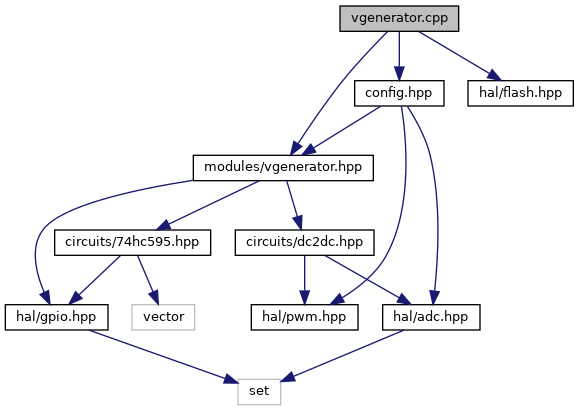 vgenerator.cpp
config.hpp
hal/flash.hpp
modules/vgenerator.hpp
circuits/74hc595.hpp
circuits/dc2dc.hpp
hal/gpio.hpp
vector
hal/pwm.hpp
hal/adc.hpp
set